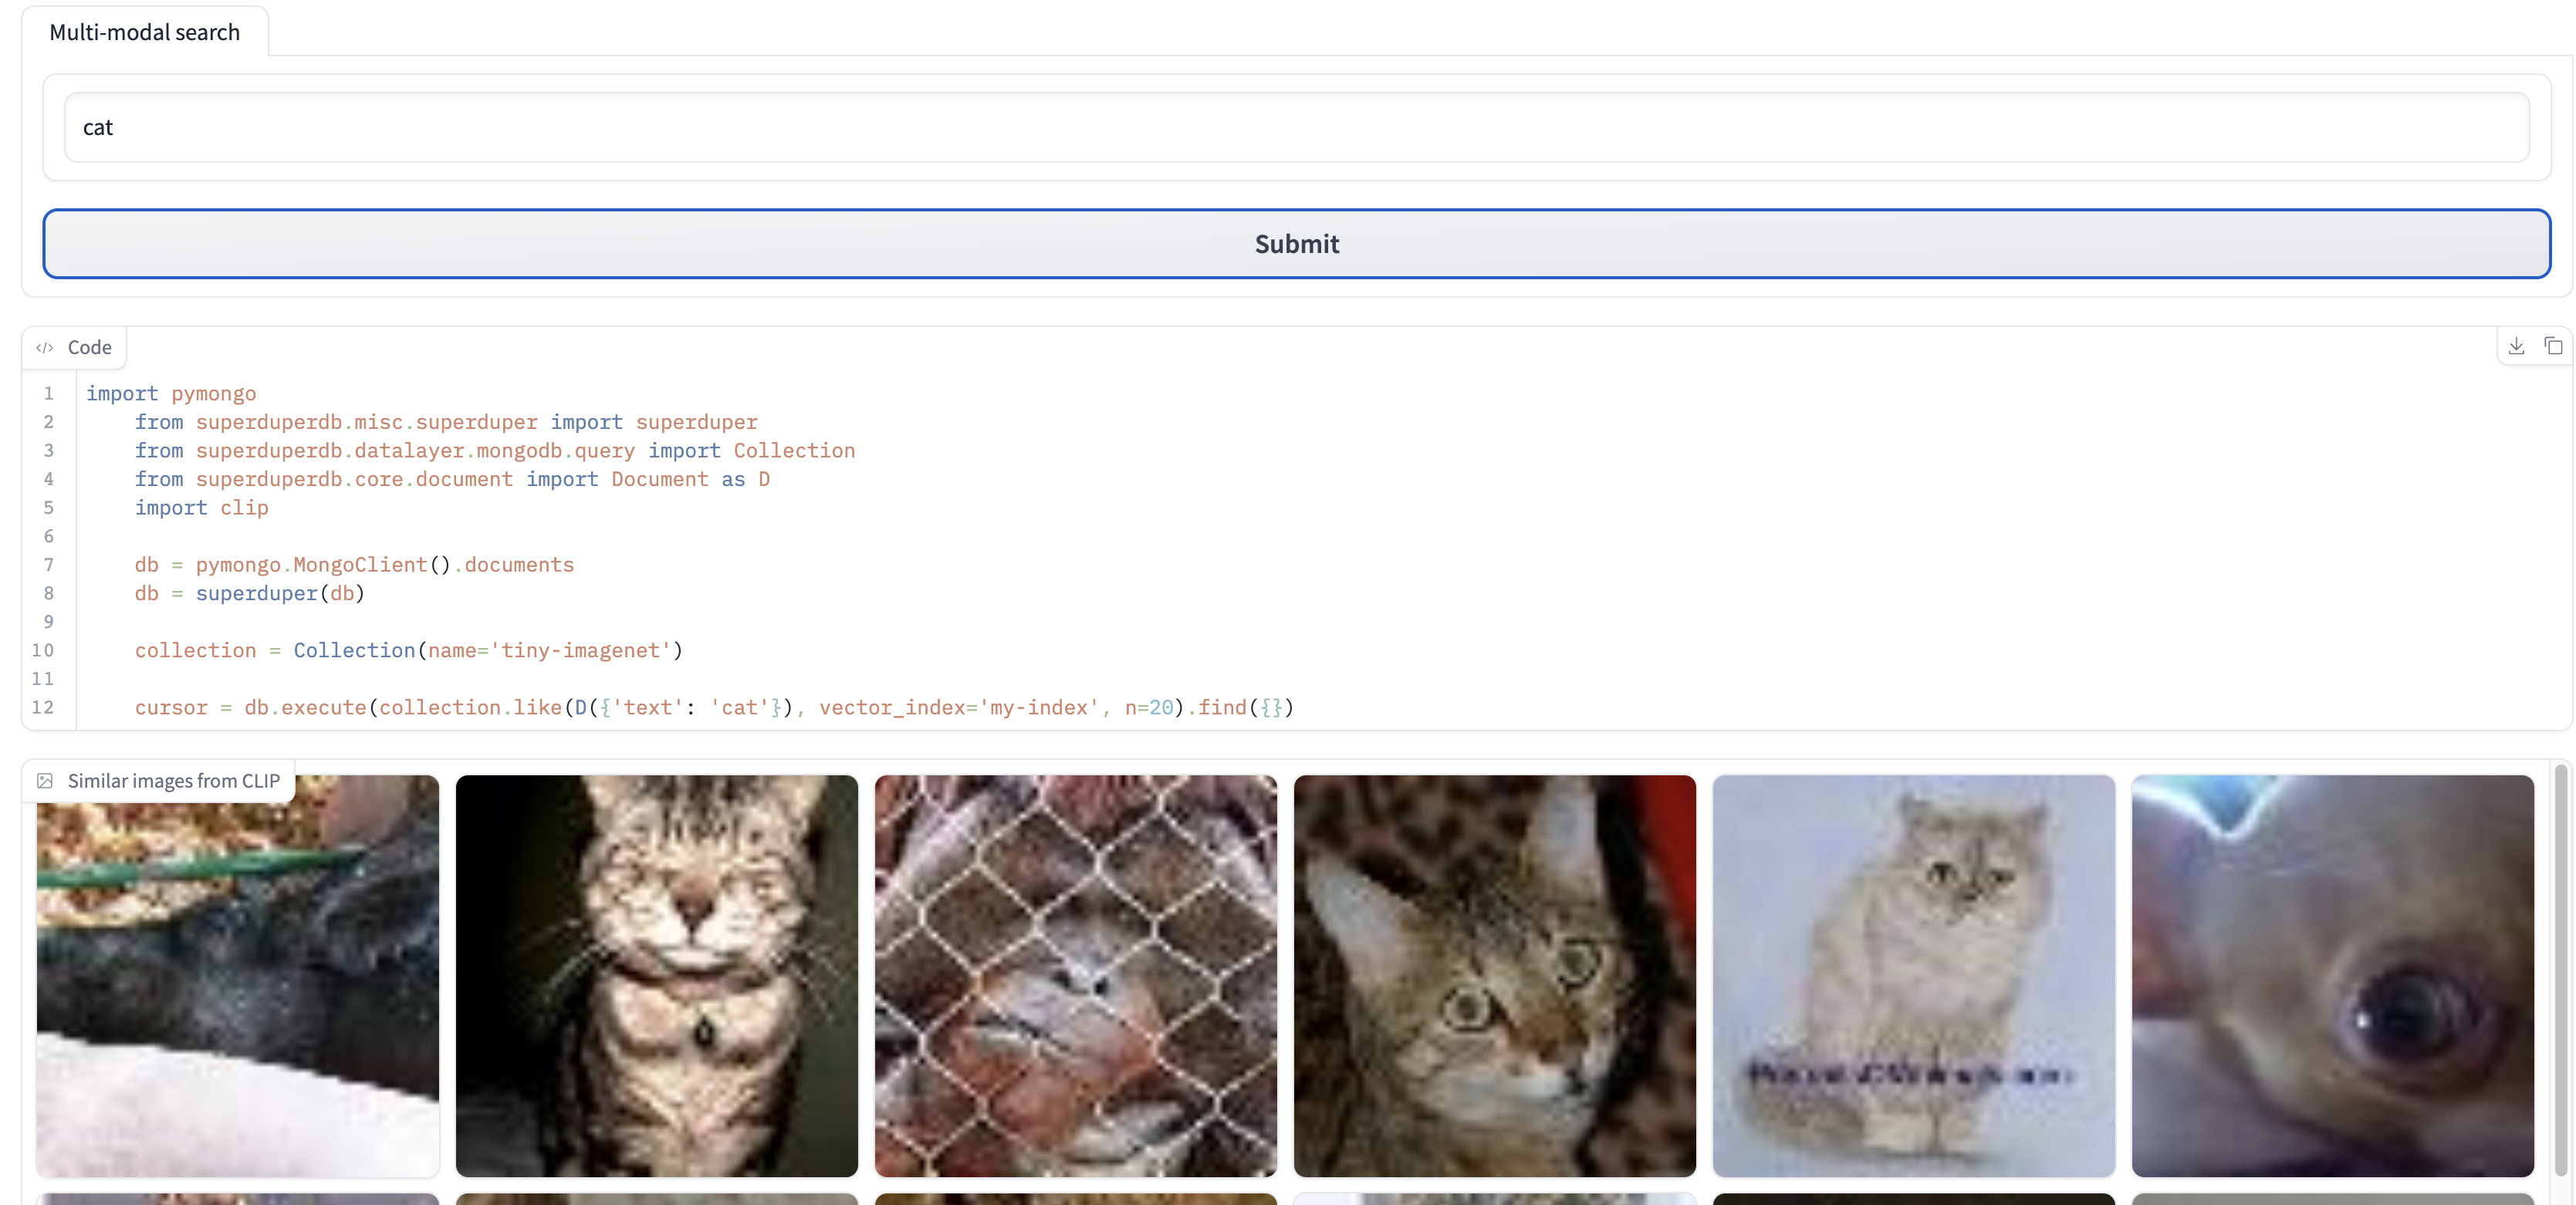 Multi-modal search
cat
Submit
Code
1 import pymongo
2 from superduperdb.misc.superduper import superduper
3 from superduperdb.datalayer.mongodb.query import Collection
4 from superduperdb.core.document import Document as D
5 import clip
6
7 db = pymongo.MongoClient().documents
8 db = superduper(db)
9
10 collection = Collection(name='tiny-imagenet')
11
12 cursor = db.execute(collection.like(D({'text': 'cat'}), vector_index='my-index', n=20).find({})
Similar images from CLIP